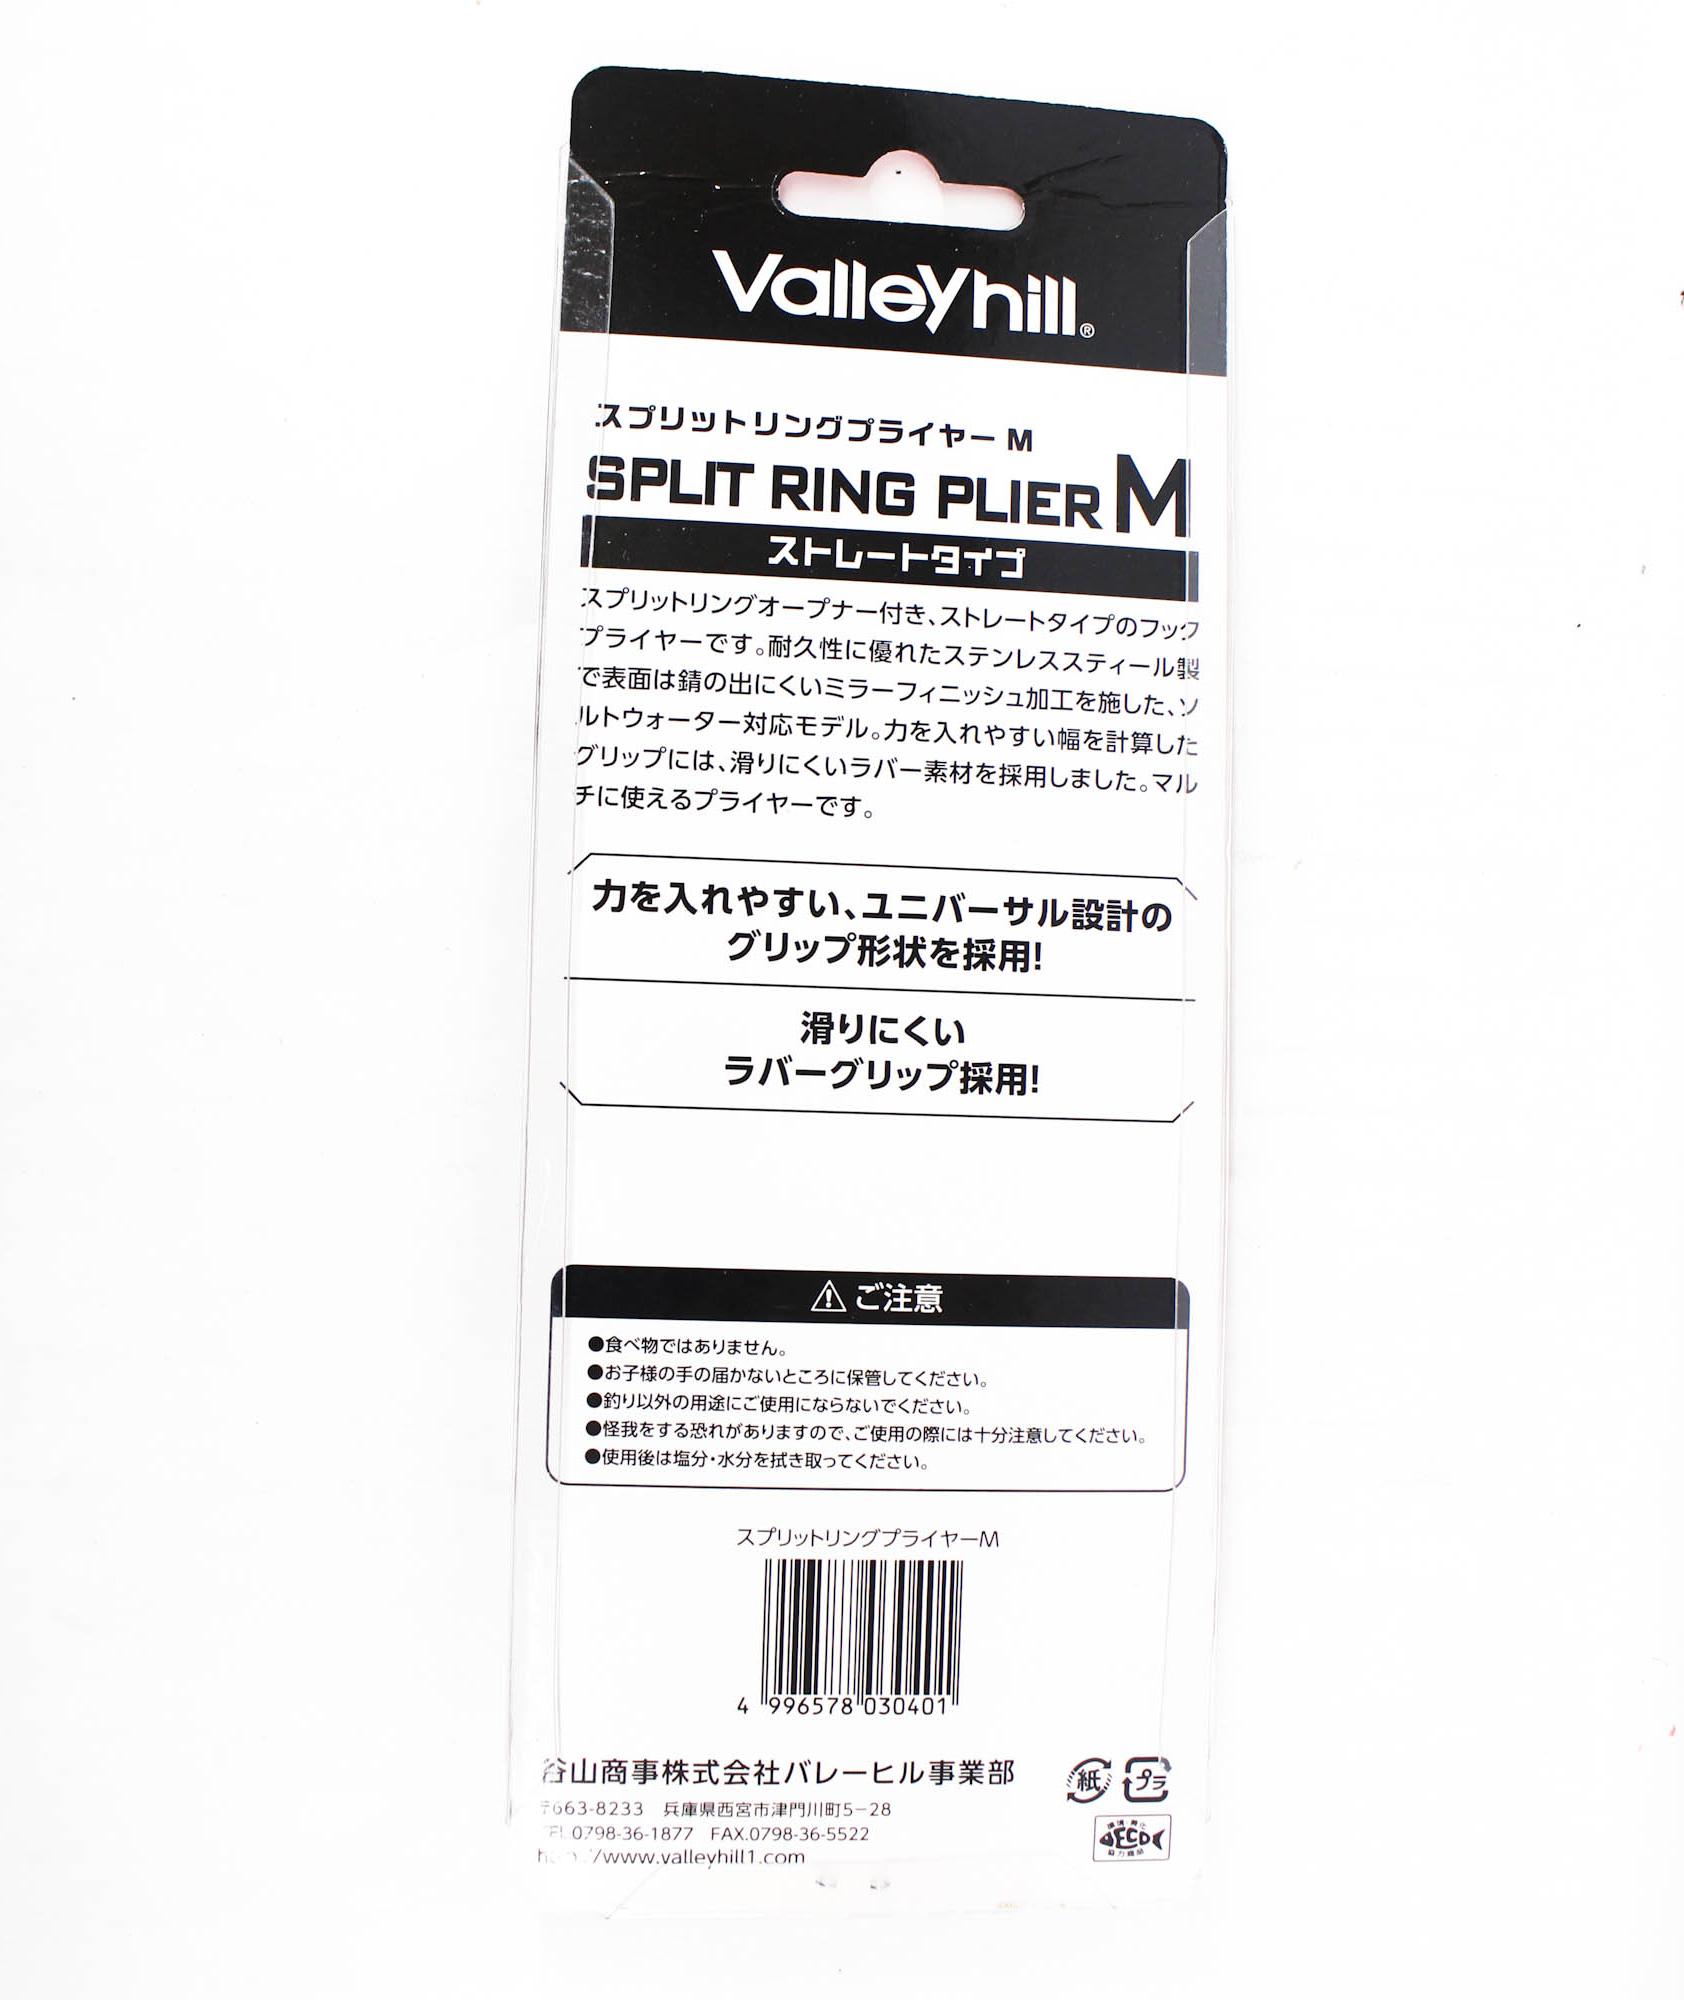 Valleyhill®
スプリットリングプライヤー M
SPLIT RING PLIER M
ストレートタイプ
スプリットリングオープナー付き、ストレートタイプのフック
プライヤーです。耐久性に優れたステンレススティール製
で表面は錆の出にくいミラーフィニッシュ加工を施した、ソ
ルトウォーター対応モデル。力を入れやすい幅を計算した
グリップには、滑りにくいラバー素材を採用しました。マル
チに使えるプライヤーです。
力を入れやすい、ユニバーサル設計の
グリップ形状を採用!
滑りにくい
ラバーグリップ採用!
ご注意
●食べ物ではありません。
●お子様の手の届かないところに保管してください。
●釣り以外の用途にご使用にならないでください。
●怪我をする恐れがありますので、ご使用の際には十分注意してください。
●使用後は塩分・水分を拭き取ってください。
スプリットリングプライヤーM
4 996578 030401
谷山商事株式会社バレーヒル事業部
紙 プラ
〒663-8233 兵庫県西宮市津門川町5-28
TEL.0798-36-1877 FAX.0798-36-5522
http://www.valleyhill1.com
ECO
協力商品